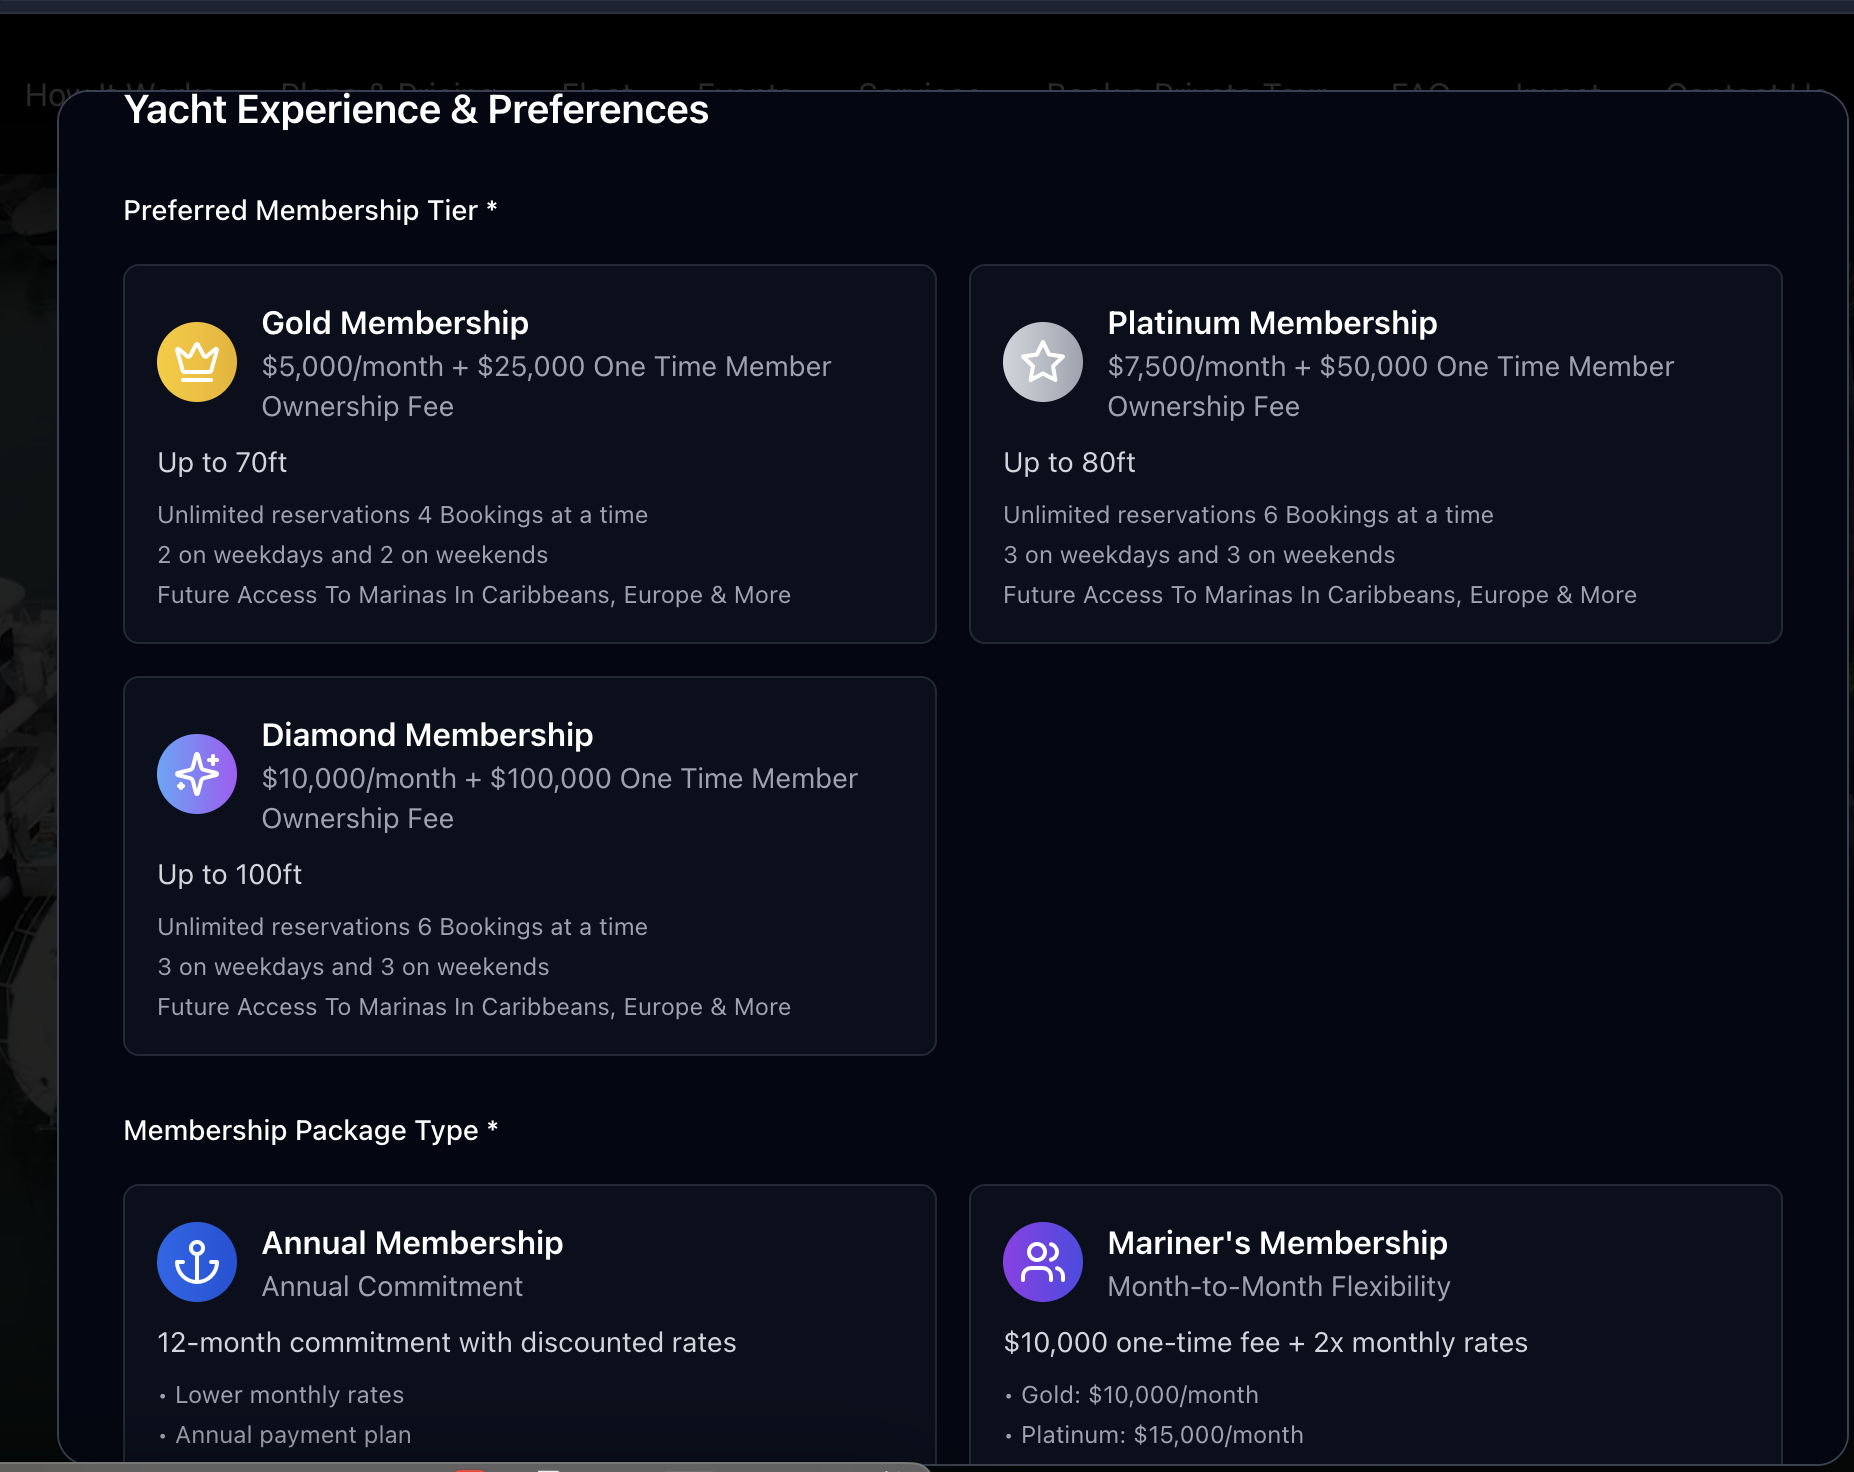 Yacht Experience & Preferences
Preferred Membership Tier *
Gold Membership
$5,000/month + $25,000 One Time Member
Ownership Fee
Up to 70ft
Unlimited reservations 4 Bookings at a time
2 on weekdays and 2 on weekends
Future Access To Marinas In Caribbeans, Europe & More
Platinum Membership
$7,500/month + $50,000 One Time Member
Ownership Fee
Up to 80ft
Unlimited reservations 6 Bookings at a time
3 on weekdays and 3 on weekends
Future Access To Marinas In Caribbeans, Europe & More
Diamond Membership
$10,000/month + $100,000 One Time Member
Ownership Fee
Up to 100ft
Unlimited reservations 6 Bookings at a time
3 on weekdays and 3 on weekends
Future Access To Marinas In Caribbeans, Europe & More
Membership Package Type *
Annual Membership
Annual Commitment
12-month commitment with discounted rates
• Lower monthly rates
• Annual payment plan
Mariner's Membership
Month-to-Month Flexibility
$10,000 one-time fee + 2x monthly rates
• Gold: $10,000/month
• Platinum: $15,000/month